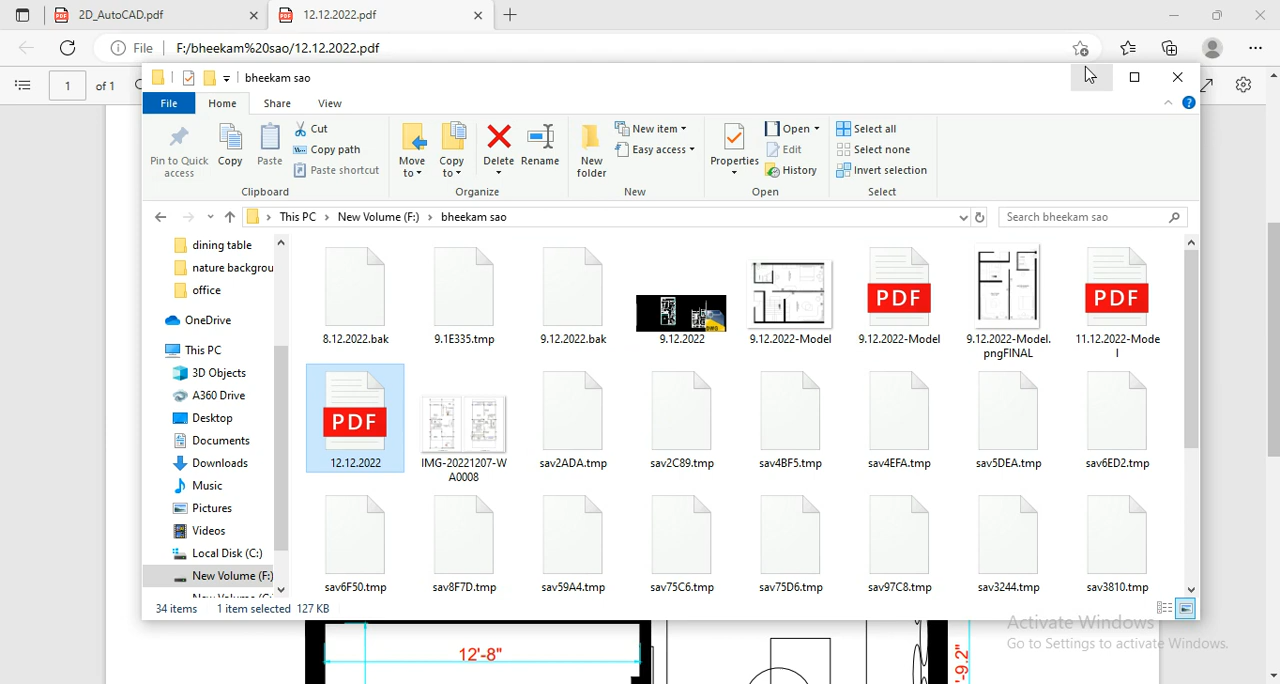 2D_AutoCAD.pdf
12.12.2022.pdf
File F:/bheekam%20sao/12.12.2022.pdf
1 of 1
bheekam sao
File Home Share View
Pin to Quick access
Copy
Paste
Cut
Copy path
Paste shortcut
Move to
Copy to
Delete
Rename
New folder
New item
Easy access
Properties
Open
Edit
History
Select all
Select none
Invert selection
Clipboard Organize New Open Select
This PC New Volume (F:) bheekam sao
Search bheekam sao
dining table
nature backgrou
office
OneDrive
This PC
3D Objects
A360 Drive
Desktop
Documents
Downloads
Music
Pictures
Videos
Local Disk (C:)
New Volume (F:)
8.12.2022.bak
9.1E335.tmp
9.12.2022.bak
9.12.2022
9.12.2022-Model
PDF
9.12.2022-Model
9.12.2022-Model.
pngFINAL
PDF
11.12.2022-Mode
l
PDF
12.12.2022
IMG-20221207-W
A0008
sav2ADA.tmp
sav2C89.tmp
sav4BF5.tmp
sav4EFA.tmp
sav5DEA.tmp
sav6ED2.tmp
sav6F50.tmp
sav8F7D.tmp
sav59A4.tmp
sav75C6.tmp
sav75D6.tmp
sav97C8.tmp
sav3244.tmp
sav3810.tmp
34 items 1 item selected 127 KB
Activate Windows
Go to Settings to activate Windows.
12'-8"
'-9.2"